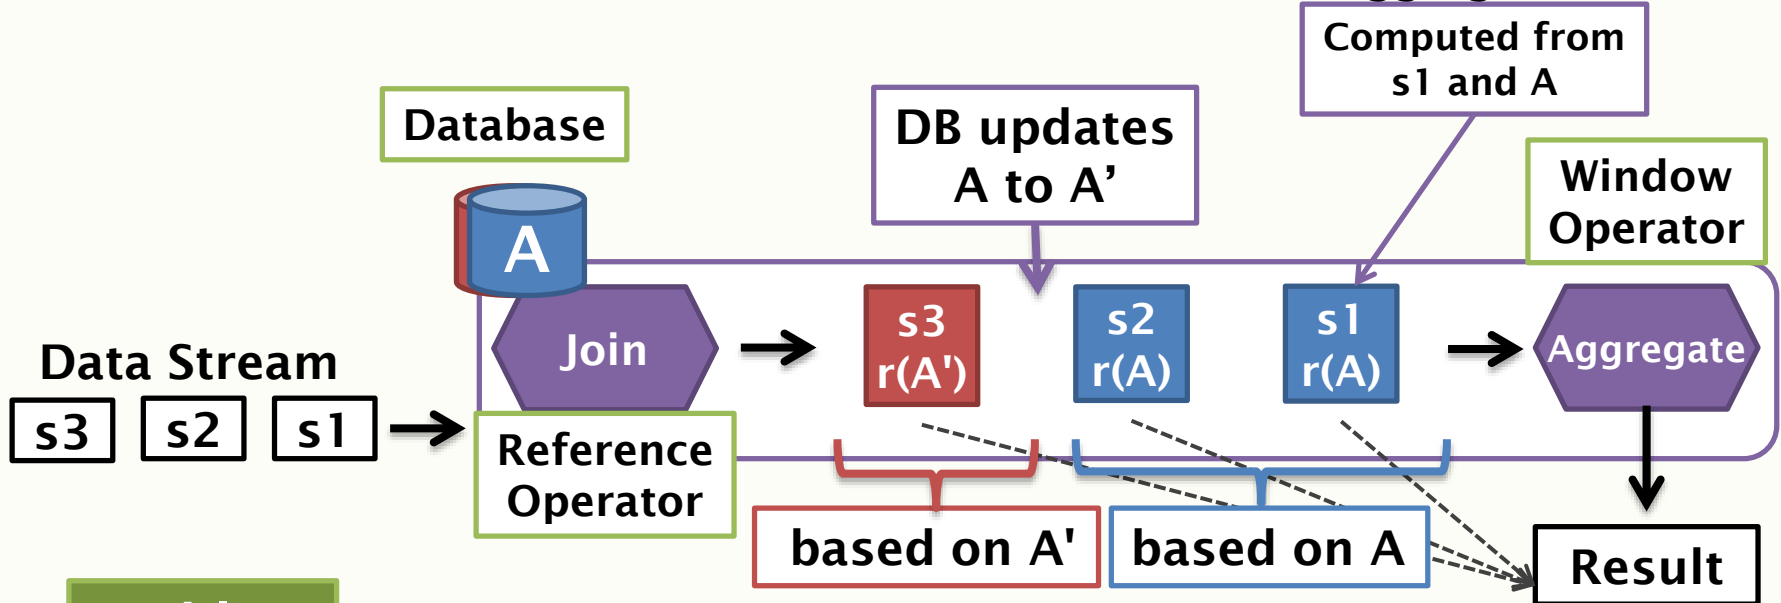 Computed from
s1 and A
Database
DB updates
A to A’
Window
Operator
A
Join
s3
r(A')
s2
r(A)
s1
r(A)
Aggregate
Data Stream
s3
s2
s1
Reference
Operator
based on A'
based on A
Result